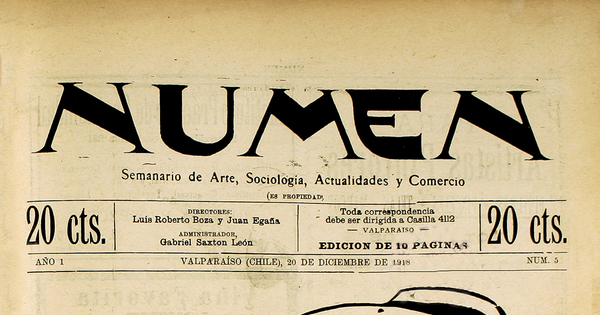 NUMEN
Semanario de Arte, Sociología, Actualidades y Comercio
(ES PROPIEDAD)
20 cts.
DIRECTORES:
Luis Roberto Boza y Juan Egaña
ADMINISTRADOR,
Gabriel Saxton León
Toda correspondencia
debe ser dirigida a Casilla 4112
— VALPARAISO —
EDICION DE 10 PAGINAS
20 cts.
AÑO 1 VALPARAÍSO (CHILE), 20 DE DICIEMBRE DE 1918 NUM. 5